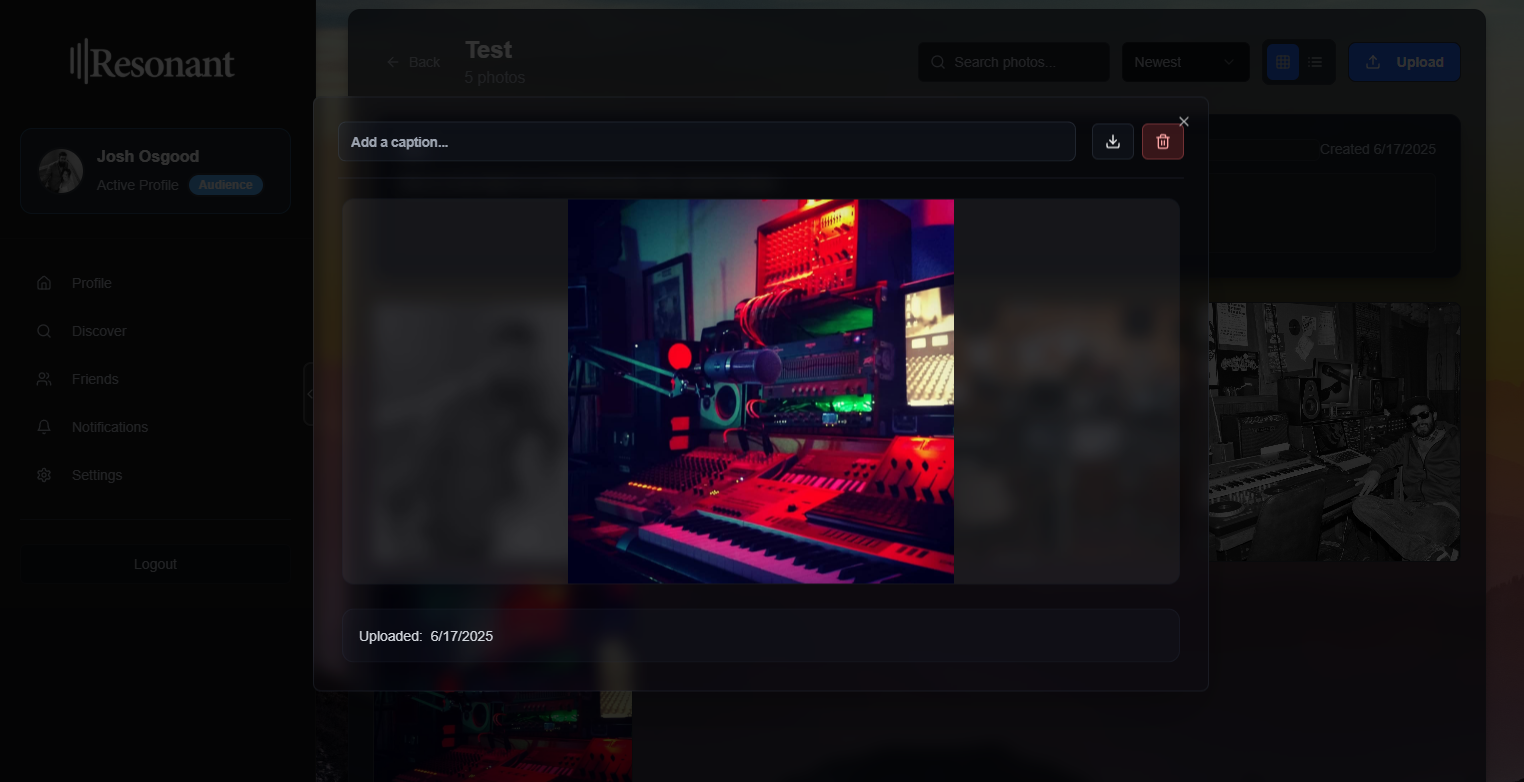 Resonant
Josh Osgood
Active Profile Audience
Profile
Discover
Friends
Notifications
Settings
Logout
Back
Test
5 photos
Search photos...
Newest
Upload
Created 6/17/2025
Add a caption...
Uploaded: 6/17/2025